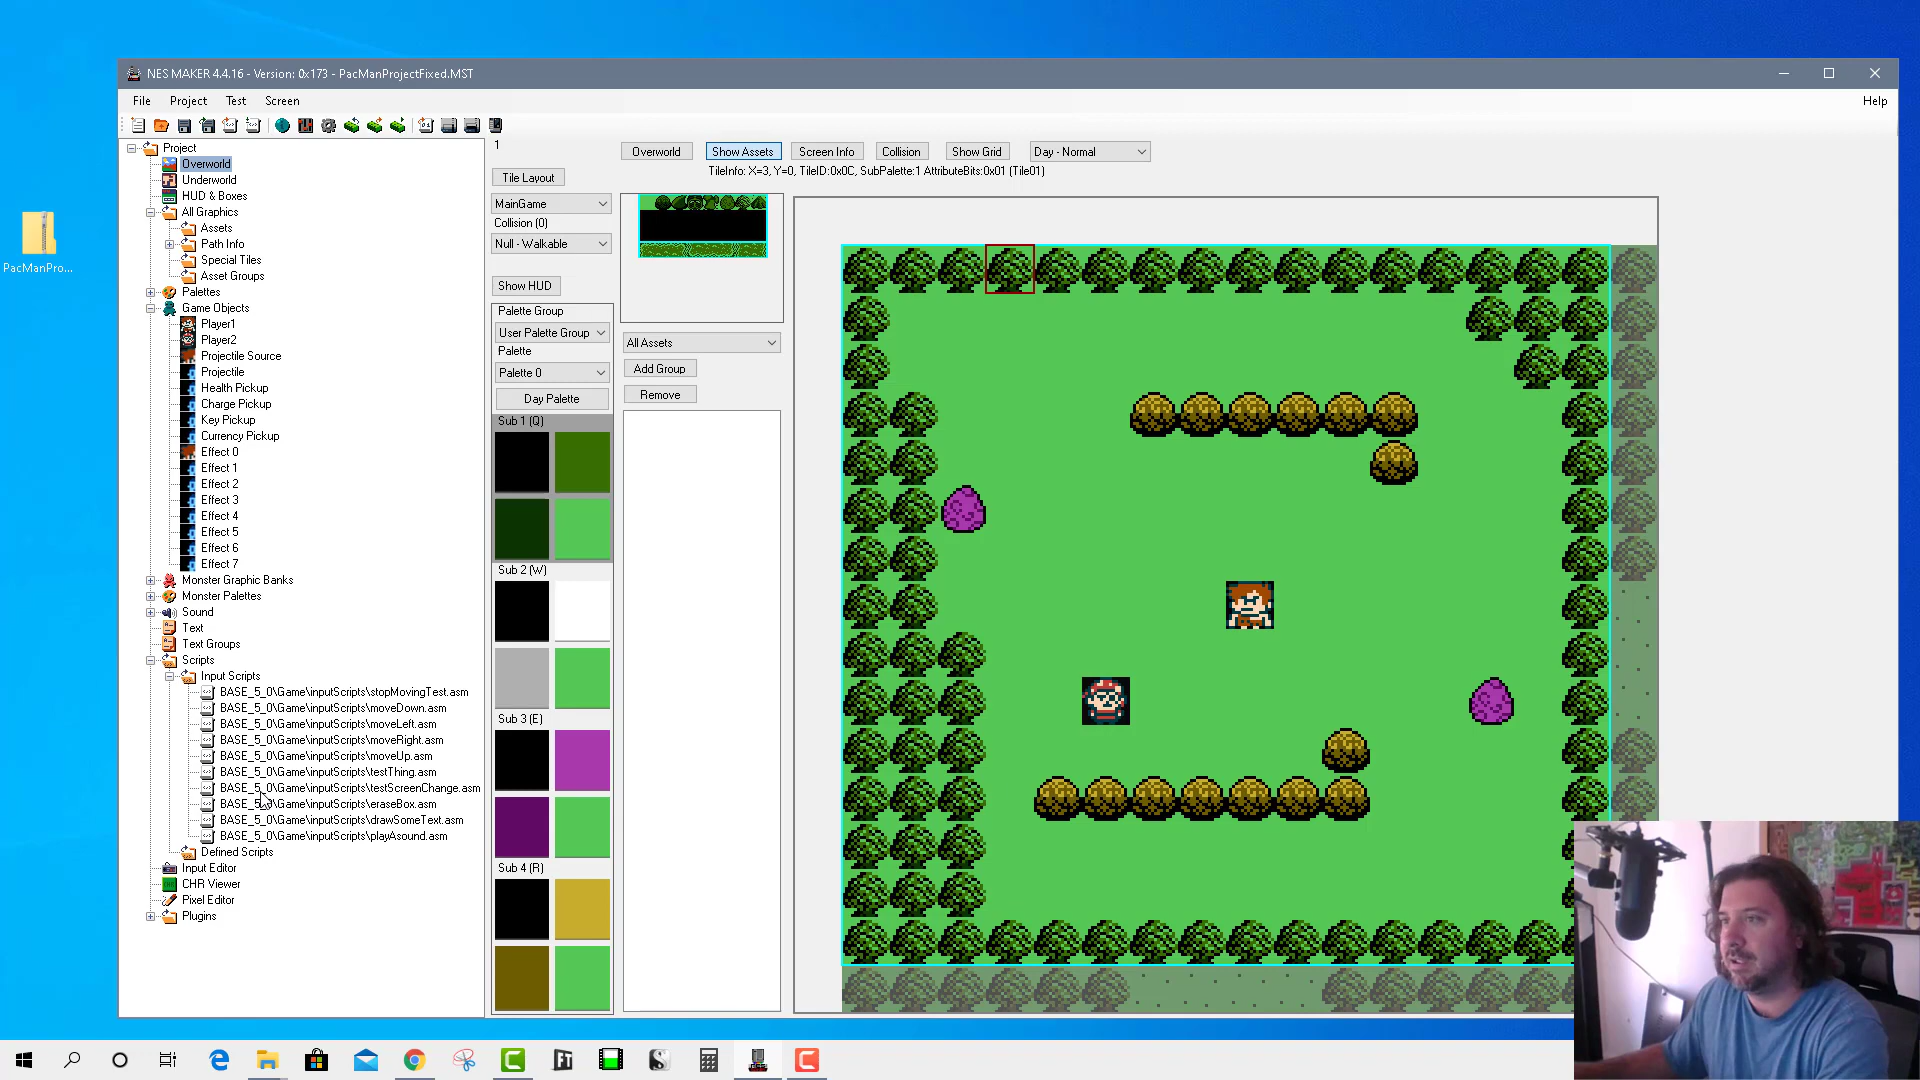 NES MAKER 4.4.16 - Version: 0x173 - PacManProjectFixed.MST
File Project Test Screen Help
Project
Overworld
Underworld
HUD & Boxes
All Graphics
Assets
Path Info
Special Tiles
Asset Groups
Palettes
Game Objects
Player1
Player2
Projectile Source
Projectile
Health Pickup
Charge Pickup
Key Pickup
Currency Pickup
Effect 0
Effect 1
Effect 2
Effect 3
Effect 4
Effect 5
Effect 6
Effect 7
Monster Graphic Banks
Monster Palettes
Sound
Text
Text Groups
Scripts
Input Scripts
BASE_5_0\Game\inputScripts\stopMovingTest.asm
BASE_5_0\Game\inputScripts\moveDown.asm
BASE_5_0\Game\inputScripts\moveLeft.asm
BASE_5_0\Game\inputScripts\moveRight.asm
BASE_5_0\Game\inputScripts\moveUp.asm
BASE_5_0\Game\inputScripts\testThing.asm
BASE_5_0\Game\inputScripts\testScreenChange.asm
BASE_5_0\Game\inputScripts\eraseBox.asm
BASE_5_0\Game\inputScripts\drawSomeText.asm
BASE_5_0\Game\inputScripts\playAsound.asm
Defined Scripts
Input Editor
CHR Viewer
Pixel Editor
Plugins
PacManPro...
1
Tile Layout
MainGame
Collision (0)
Null - Walkable
Show HUD
Palette Group
User Palette Group
Palette
Palette 0
Day Palette
Sub 1 (Q)
Sub 2 (W)
Sub 3 (E)
Sub 4 (R)
Overworld Show Assets Screen Info Collision Show Grid Day - Normal
TileInfo: X=3, Y=0, TileID:0x0C, SubPalette:1 AttributeBits:0x01 (Tile01)
All Assets
Add Group
Remove